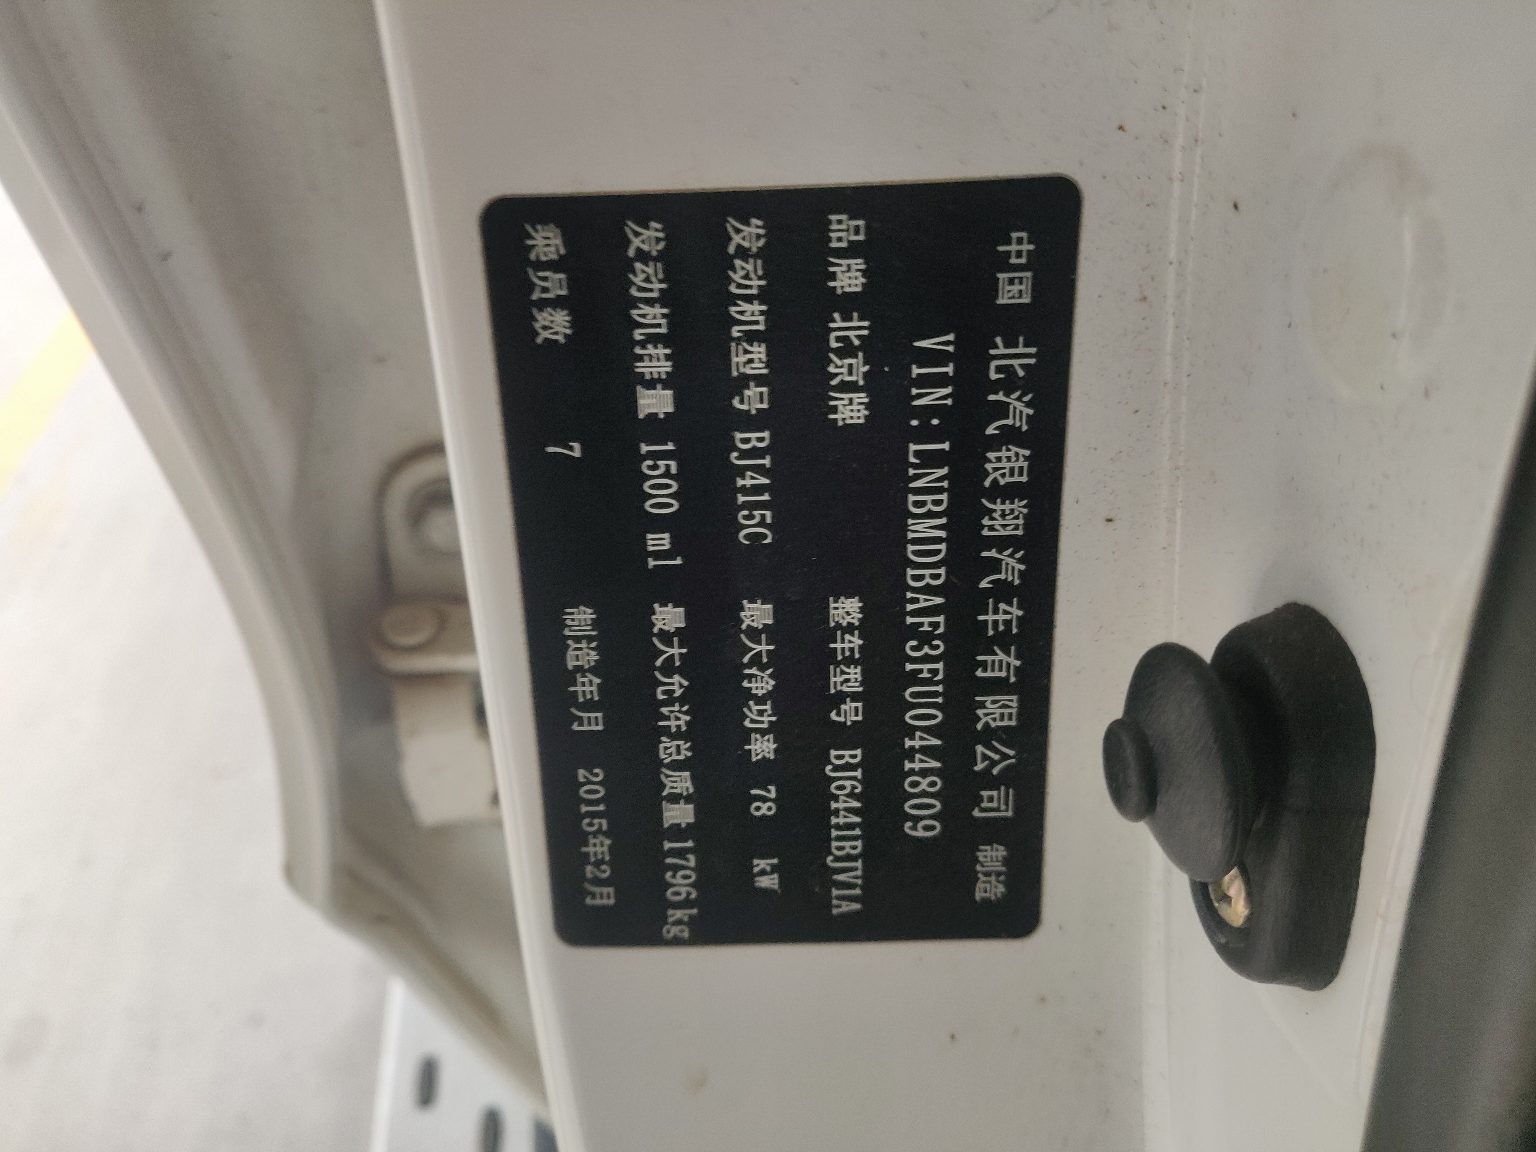 中国 北汽银翔汽车有限公司 制造
VIN:LNBMDBAF3FU044809
品牌 北京牌 整车型号 BJ6441BJV1A
发动机型号 BJ415C 最大净功率 78 kW
发动机排量 1500 ml 最大允许总质量 1796kg
乘员数 7 制造年月 2015年2月